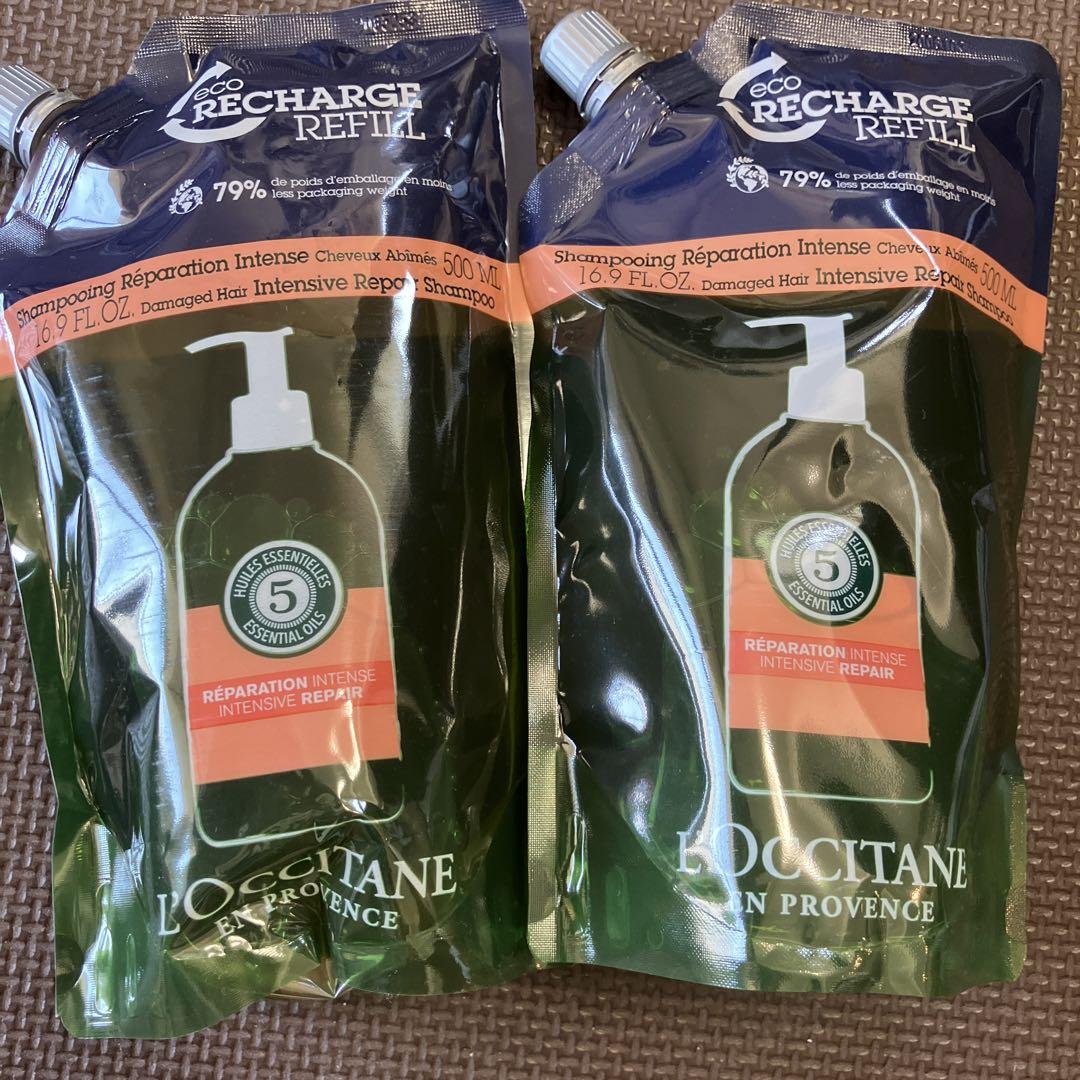 eco
RECHARGE
REFILL
79% de poids d'emballage en moins
less packaging weight
Shampooing Réparation Intense Cheveux Abîmés 500 ML
16.9 FL.OZ. Damaged Hair Intensive Repair Shampoo
HUILES ESSENTIELLES
5
ESSENTIAL OILS
RÉPARATION INTENSE
INTENSIVE REPAIR
L'OCCITANE
EN PROVENCE
eco
RECHARGE
REFILL
79% de poids d'emballage en moins
less packaging weight
Shampooing Réparation Intense Cheveux Abîmés 500 ML
16.9 FL.OZ. Damaged Hair Intensive Repair Shampoo
HUILES ESSENTIELLES
5
ESSENTIAL OILS
RÉPARATION INTENSE
INTENSIVE REPAIR
L'OCCITANE
EN PROVENCE